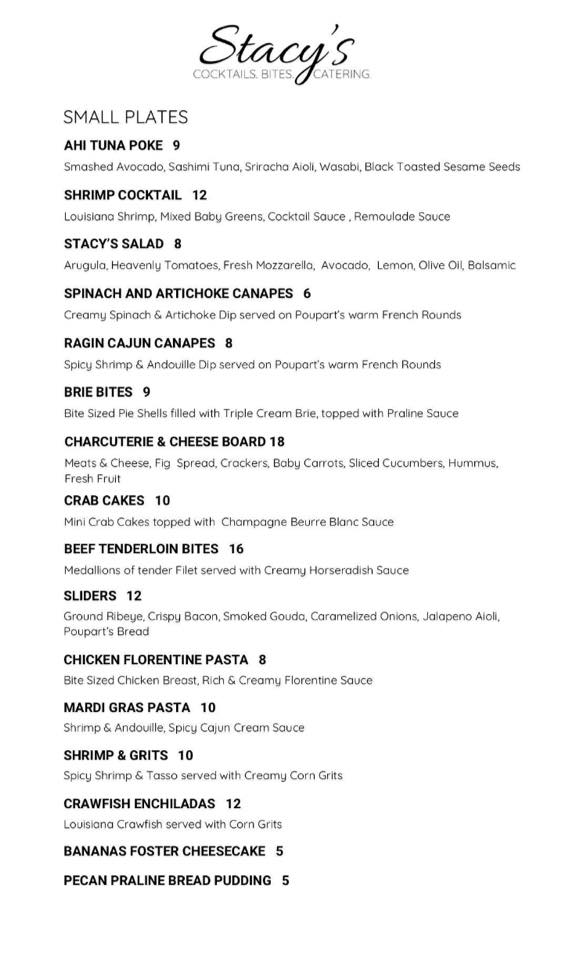 Stacy's
COCKTAILS. BITES. CATERING.
SMALL PLATES
AHI TUNA POKE 9
Smashed Avocado, Sashimi Tuna, Sriracha Aioli, Wasabi, Black Toasted Sesame Seeds
SHRIMP COCKTAIL 12
Louisiana Shrimp, Mixed Baby Greens, Cocktail Sauce , Remoulade Sauce
STACY'S SALAD 8
Arugula, Heavenly Tomatoes, Fresh Mozzarella, Avocado, Lemon, Olive Oil, Balsamic
SPINACH AND ARTICHOKE CANAPES 6
Creamy Spinach & Artichoke Dip served on Poupart's warm French Rounds
RAGIN CAJUN CANAPES 8
Spicy Shrimp & Andouille Dip served on Poupart's warm French Rounds
BRIE BITES 9
Bite Sized Pie Shells filled with Triple Cream Brie, topped with Praline Sauce
CHARCUTERIE & CHEESE BOARD 18
Meats & Cheese, Fig Spread, Crackers, Baby Carrots, Sliced Cucumbers, Hummus,
Fresh Fruit
CRAB CAKES 10
Mini Crab Cakes topped with Champagne Beurre Blanc Sauce
BEEF TENDERLOIN BITES 16
Medallions of tender Filet served with Creamy Horseradish Sauce
SLIDERS 12
Ground Ribeye, Crispy Bacon, Smoked Gouda, Caramelized Onions, Jalapeno Aioli,
Poupart's Bread
CHICKEN FLORENTINE PASTA 8
Bite Sized Chicken Breast, Rich & Creamy Florentine Sauce
MARDI GRAS PASTA 10
Shrimp & Andouille, Spicy Cajun Cream Sauce
SHRIMP & GRITS 10
Spicy Shrimp & Tasso served with Creamy Corn Grits
CRAWFISH ENCHILADAS 12
Louisiana Crawfish served with Corn Grits
BANANAS FOSTER CHEESECAKE 5
PECAN PRALINE BREAD PUDDING 5